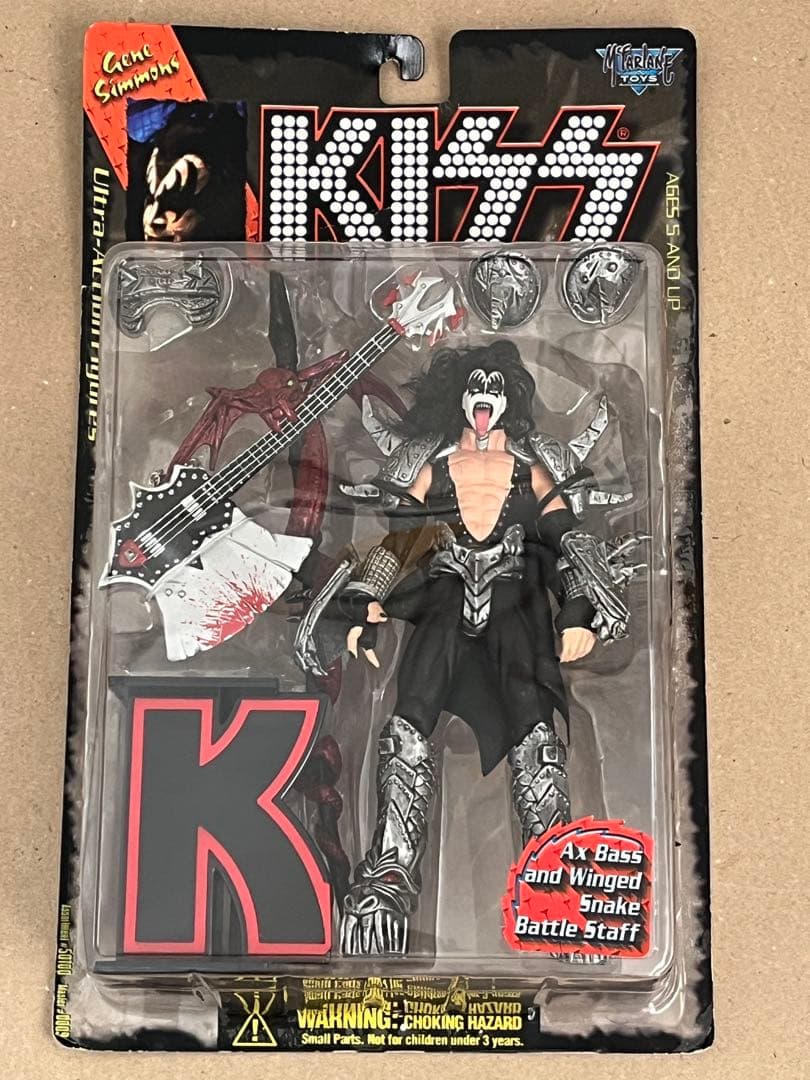 Gene
Simmons
McFARLANE
TOYS
KISS®
Ultra-Action Figures
AGES 5 AND UP
K
Ax Bass
and Winged
Snake
Battle Staff
WARNING: CHOKING HAZARD
Small Parts. Not for children under 3 years.